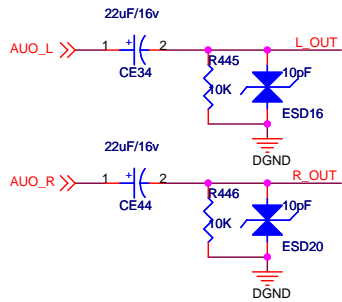 22uF/16v
AUO_L
1
+
2
CE34
R445
10K
10pF
ESD16
L_OUT
DGND
22uF/16v
AUO_R
1
+
2
CE44
R446
10K
10pF
ESD20
R_OUT
DGND